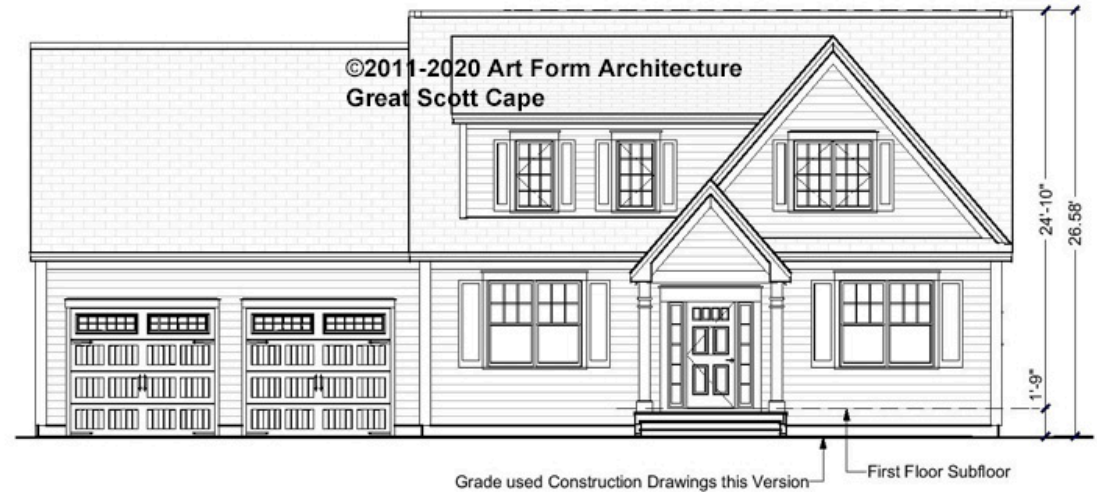 ©2011-2020 Art Form Architecture
Great Scott Cape
24'-10"
26.58'
1'-9"
First Floor Subfloor
Grade used Construction Drawings this Version